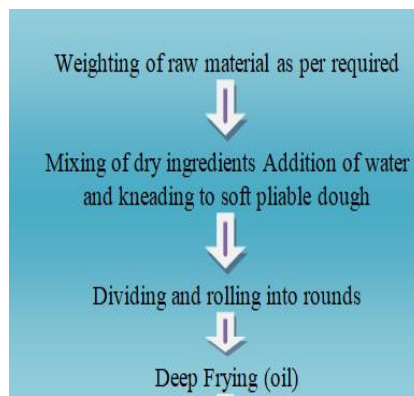 Weighting of raw material as per required
Mixing of dry ingredients Addition of water
and kneading to soft pliable dough
Dividing and rolling into rounds
Deep Frying (oil)